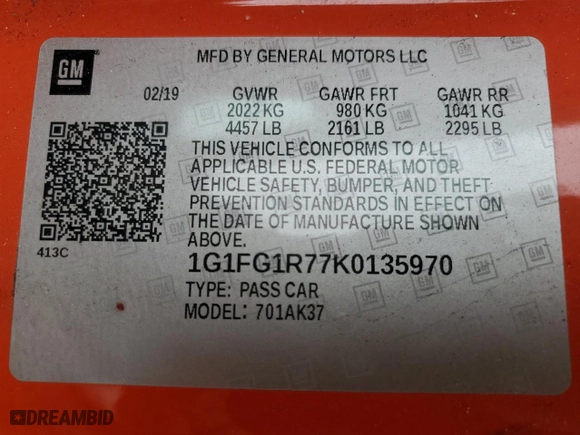 GM
MFD BY GENERAL MOTORS LLC
02/19 GVWR GAWR FRT GAWR RR
2022 KG 980 KG 1041 KG
4457 LB 2161 LB 2295 LB
THIS VEHICLE CONFORMS TO ALL
APPLICABLE U.S. FEDERAL MOTOR
VEHICLE SAFETY, BUMPER, AND THEFT
PREVENTION STANDARDS IN EFFECT ON
THE DATE OF MANUFACTURE SHOWN
ABOVE.
413C
1G1FG1R77K0135970
TYPE: PASS CAR
MODEL: 701AK37
DREAMBID